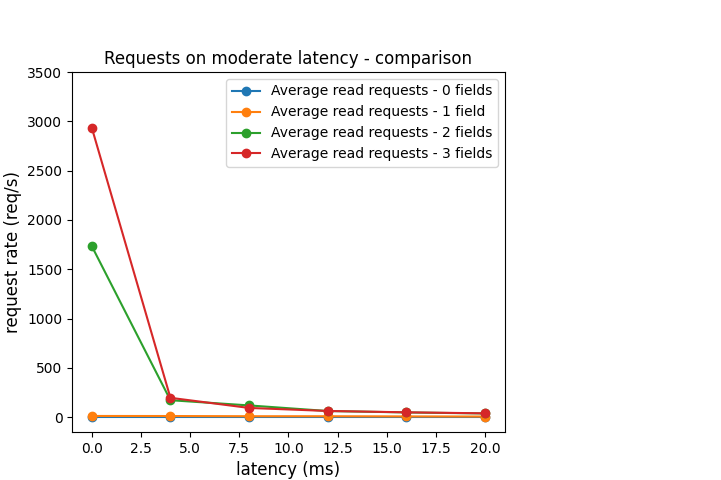 Requests on moderate latency - comparison
3500
3000
2500
2000
1500
1000
500
0
request rate (req/s)
Average read requests - 0 fields
Average read requests - 1 field
Average read requests - 2 fields
Average read requests - 3 fields
0.0 2.5 5.0 7.5 10.0 12.5 15.0 17.5 20.0
latency (ms)